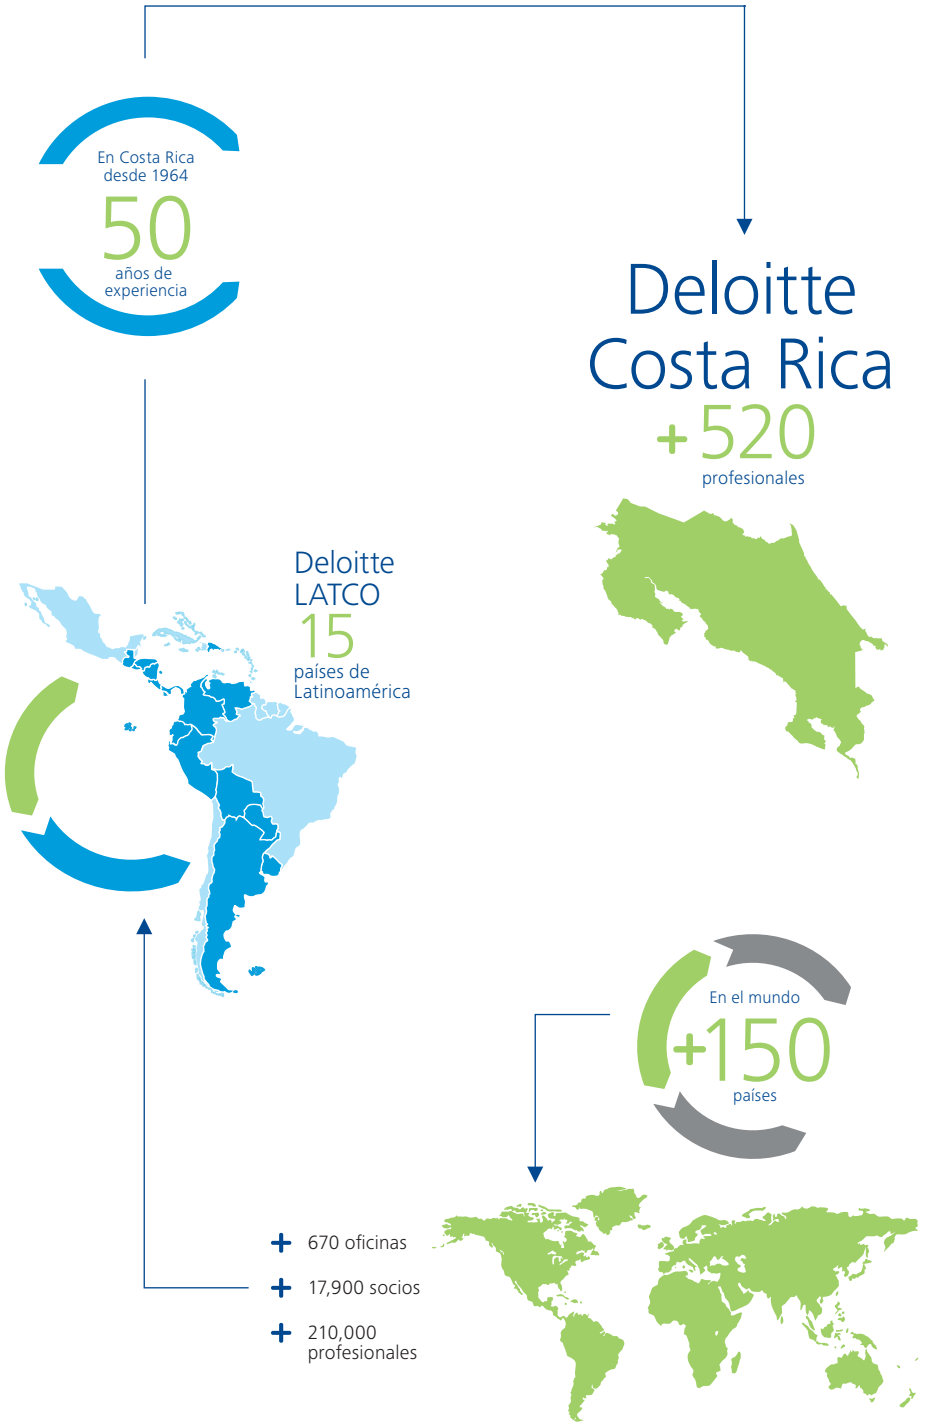 En Costa Rica
desde 1964
50
años de
experiencia
Deloitte
Costa Rica
+ 520
profesionales
Deloitte
LATCO
15
países de
Latinoamérica
En el mundo
+150
países
+ 670 oficinas
+ 17,900 socios
+ 210,000
profesionales